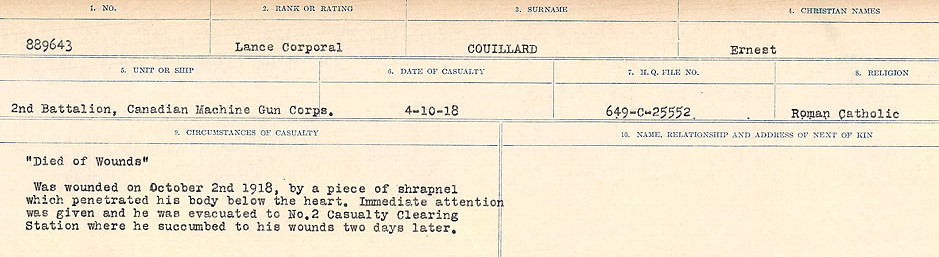 1. NO. 2. RANK OR RATING 3. SURNAME 4. CHRISTIAN NAMES
889643 Lance Corporal COUILLARD Ernest
5. UNIT OR SHIP 6. DATE OF CASUALTY 7. H. Q. FILE NO. 8. RELIGION
2nd Battalion, Canadian Machine Gun Corps. 4-10-18 649-C-25552. Roman Catholic
9. CIRCUMSTANCES OF CASUALTY 10. NAME, RELATIONSHIP AND ADDRESS OF NEXT OF KIN
"Died of Wounds"
Was wounded on October 2nd 1918, by a piece of shrapnel
which penetrated his body below the heart. Immediate attention
was given and he was evacuated to No.2 Casualty Clearing
Station where he succumbed to his wounds two days later.